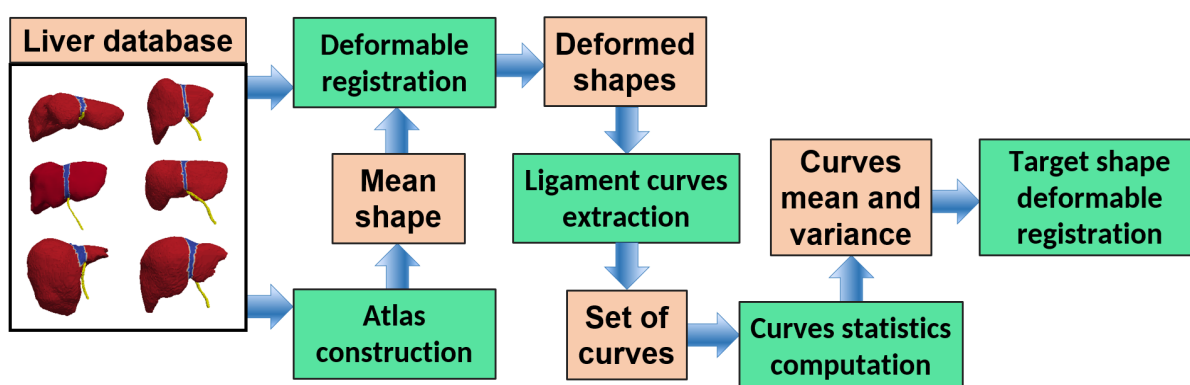 Liver database
Deformable
registration
Deformed
shapes
Mean
shape
Atlas
construction
Ligament curves
extraction
Set of
curves
Curves statistics
computation
Curves
mean and
variance
Target shape
deformable
registration